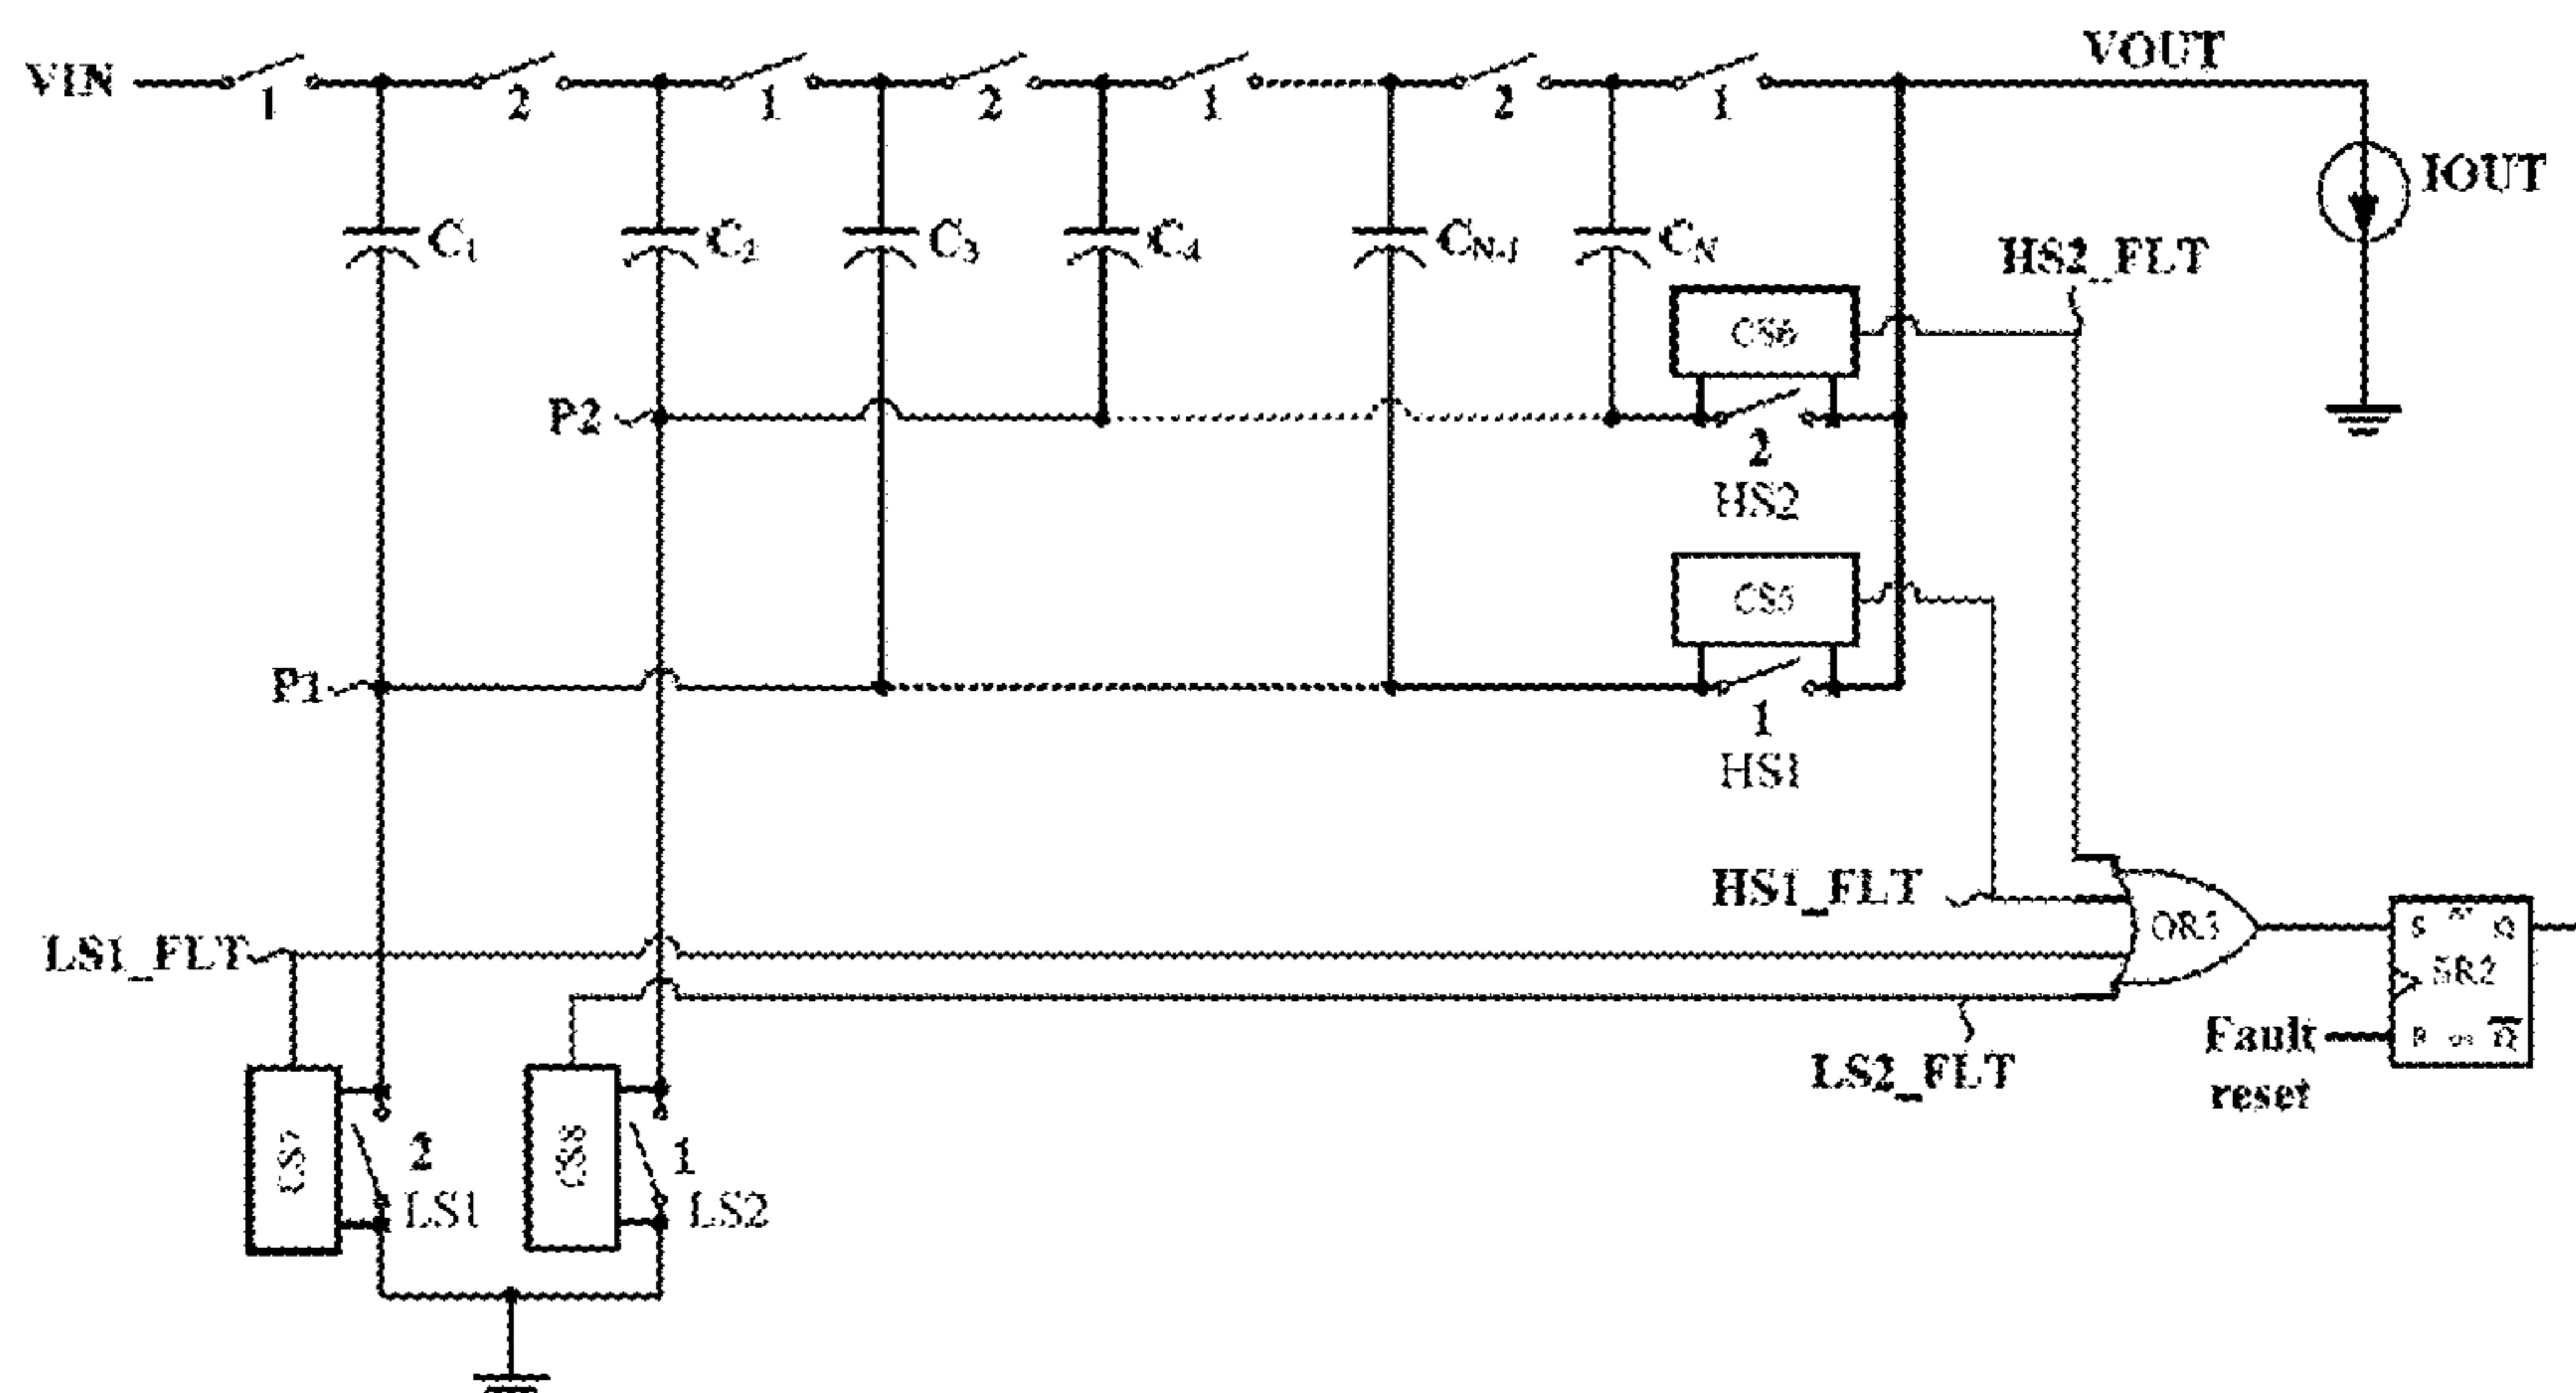 VIN
1
2
1
2
1
2
1
VOUT
C1
C2
C3
C4
CN-1
CN
IOUT
HS2_FLT
CS6
P2
2
HS2
CS5
P1
1
HS1
HS1_FLT
OR3
S
Q
SR2
LS1_FLT
Fault
reset
R
Q
LS2_FLT
CS7
2
LS1
CS8
1
LS2